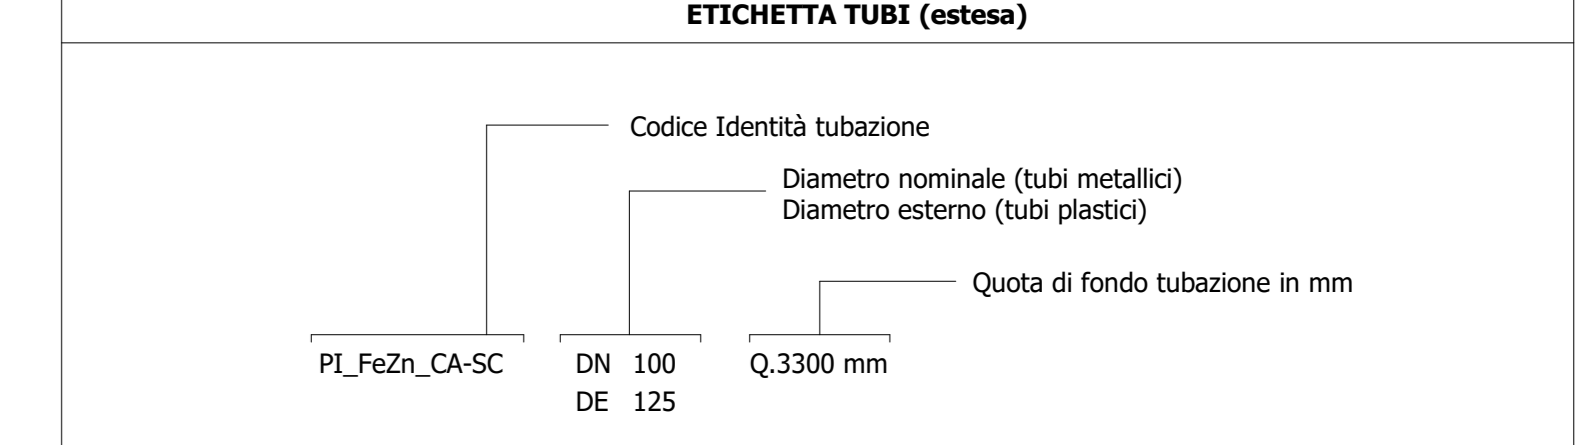 ETICHETTA TUBI (estesa)
Codice Identità tubazione
Diametro nominale (tubi metallici)
Diametro esterno (tubi plastici)
Quota di fondo tubazione in mm
PI_FeZn_CA-SC DN 100 Q.3300 mm
DE 125